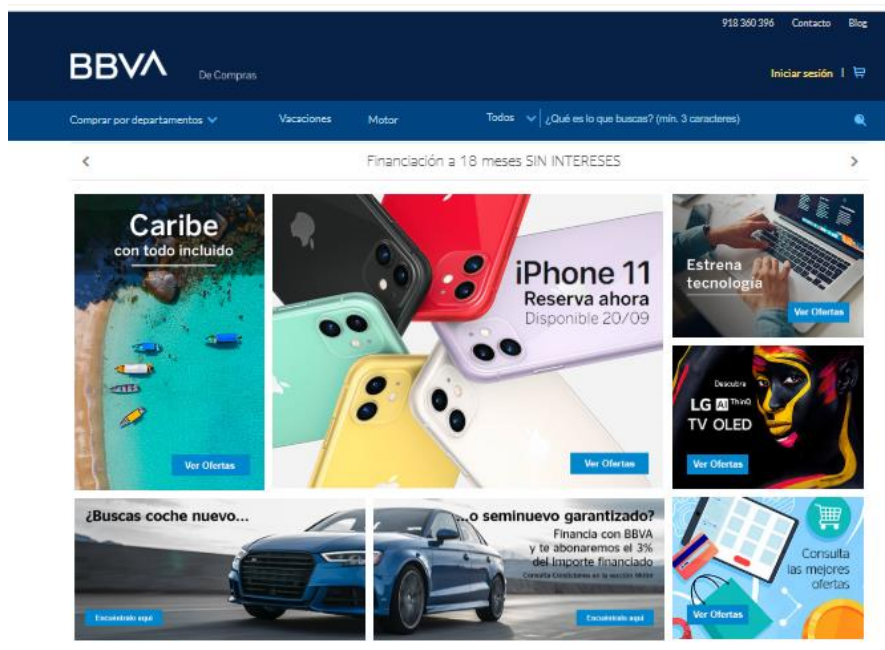 918 360 396 Contacto Blog
BBVA De Compras
Iniciar sesión
Comprar por departamentos Vacaciones Motor Todos ¿Qué es lo que buscas? (mín. 3 caracteres)
Financiación a 18 meses SIN INTERESES
Caribe
con todo incluido
Ver Ofertas
iPhone 11
Reserva ahora
Disponible 20/09
Ver Ofertas
Estrena
tecnología
Ver Ofertas
Descubre
LG AI ThinQ
TV OLED
Ver Ofertas
¿Buscas coche nuevo...
Encuéntralo aquí
...o seminuevo garantizado?
Financia con BBVA
y te abonaremos el 3%
del importe financiado
Consulta Condiciones en la sección Motor
Encuéntralo aquí
Consulta
las mejores
ofertas
Ver Ofertas